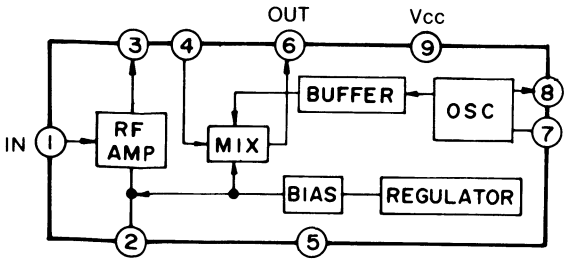 OUT Vcc
3 4 6 9
BUFFER
OSC
8
RF
AMP
MIX
7
IN 1
BIAS REGULATOR
2 5